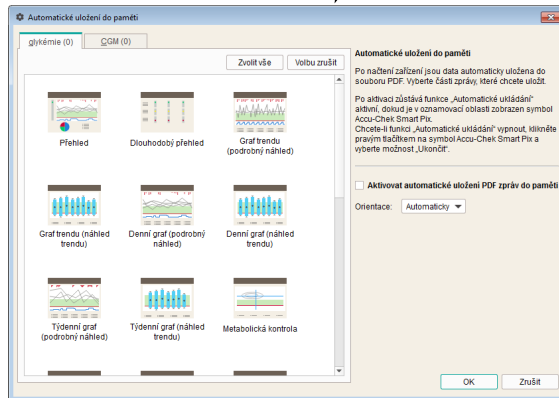 Automatické uložení do paměti
glykémie (0)
CGM (0)
Zvolit vše
Volbu zrušit
Přehled
Dlouhodobý přehled
Graf trendu
(podrobný náhled)
Graf trendu (náhled
trendu)
Denní graf (podrobný
náhled)
Denní graf (náhled
trendu)
Týdenní graf
(podrobný náhled)
Týdenní graf (náhled
trendu)
Metabolická kontrola
Automatické uložení do paměti
Po načtení zařízení jsou data automaticky uložena do
souboru PDF. Vyberte části zprávy, které chcete uložit.
Po aktivaci zůstává funkce „Automatické ukládání"
aktivní, dokud je v oznamovací oblasti zobrazen symbol
Accu-Chek Smart Pix.
Chcete-li funkci „Automatické ukládání" vypnout, klikněte
pravým tlačítkem na symbol Accu-Chek Smart Pix a
vyberte možnost „Ukončit".
Aktivovat automatické uložení PDF zpráv do paměti
Orientace:
Automaticky
OK
Zrušit